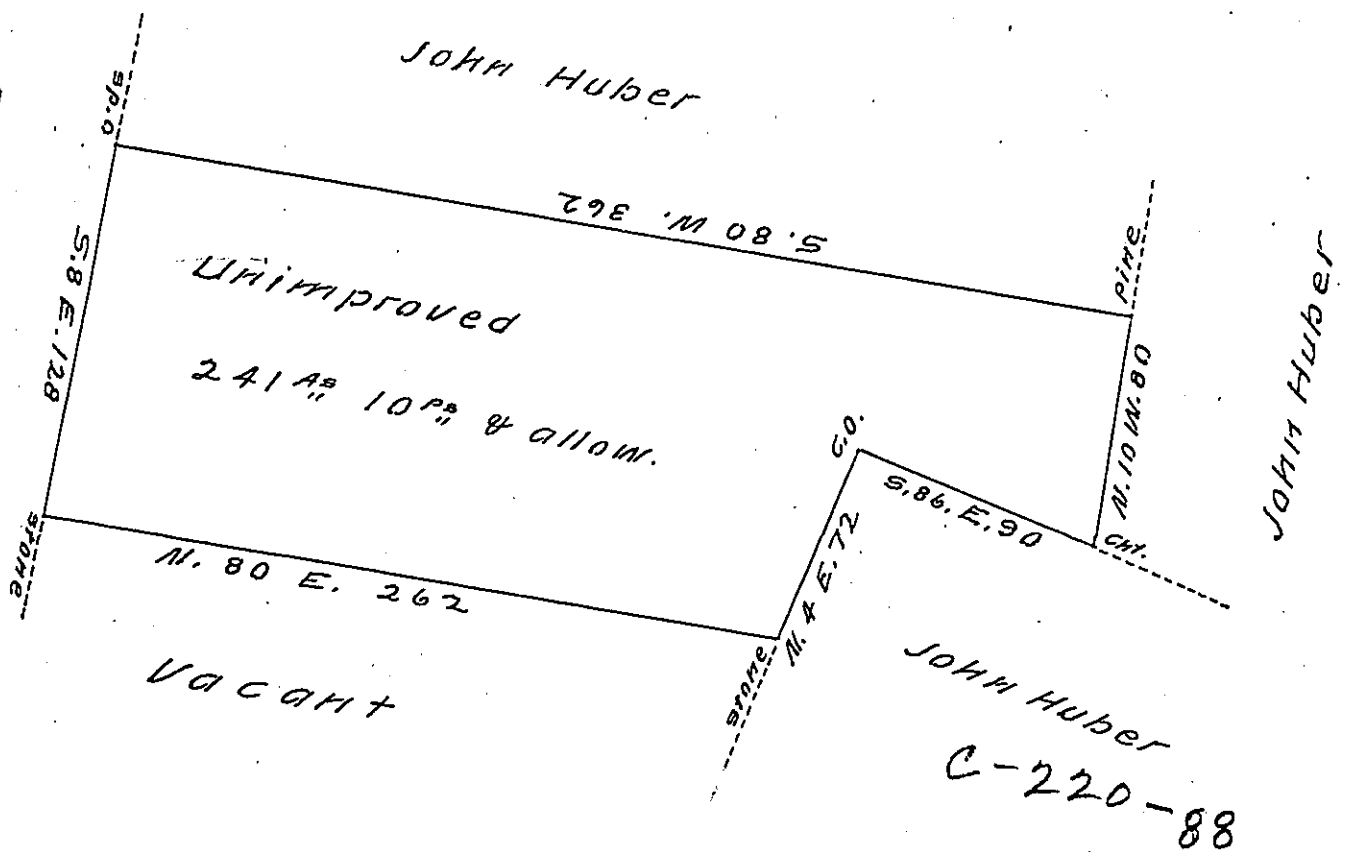 John Huber
SP.O
S. 80 W. 362
Pine
S.8 E.128
Unimproved
241 As 10 Ps & allow.
John Huber
N.10 W.80
C.O.
S.86. E.90
Cht.
Stone
N. 80 E. 262
N.4 E.72
Stone
Vacant
John Huber
C-220-88